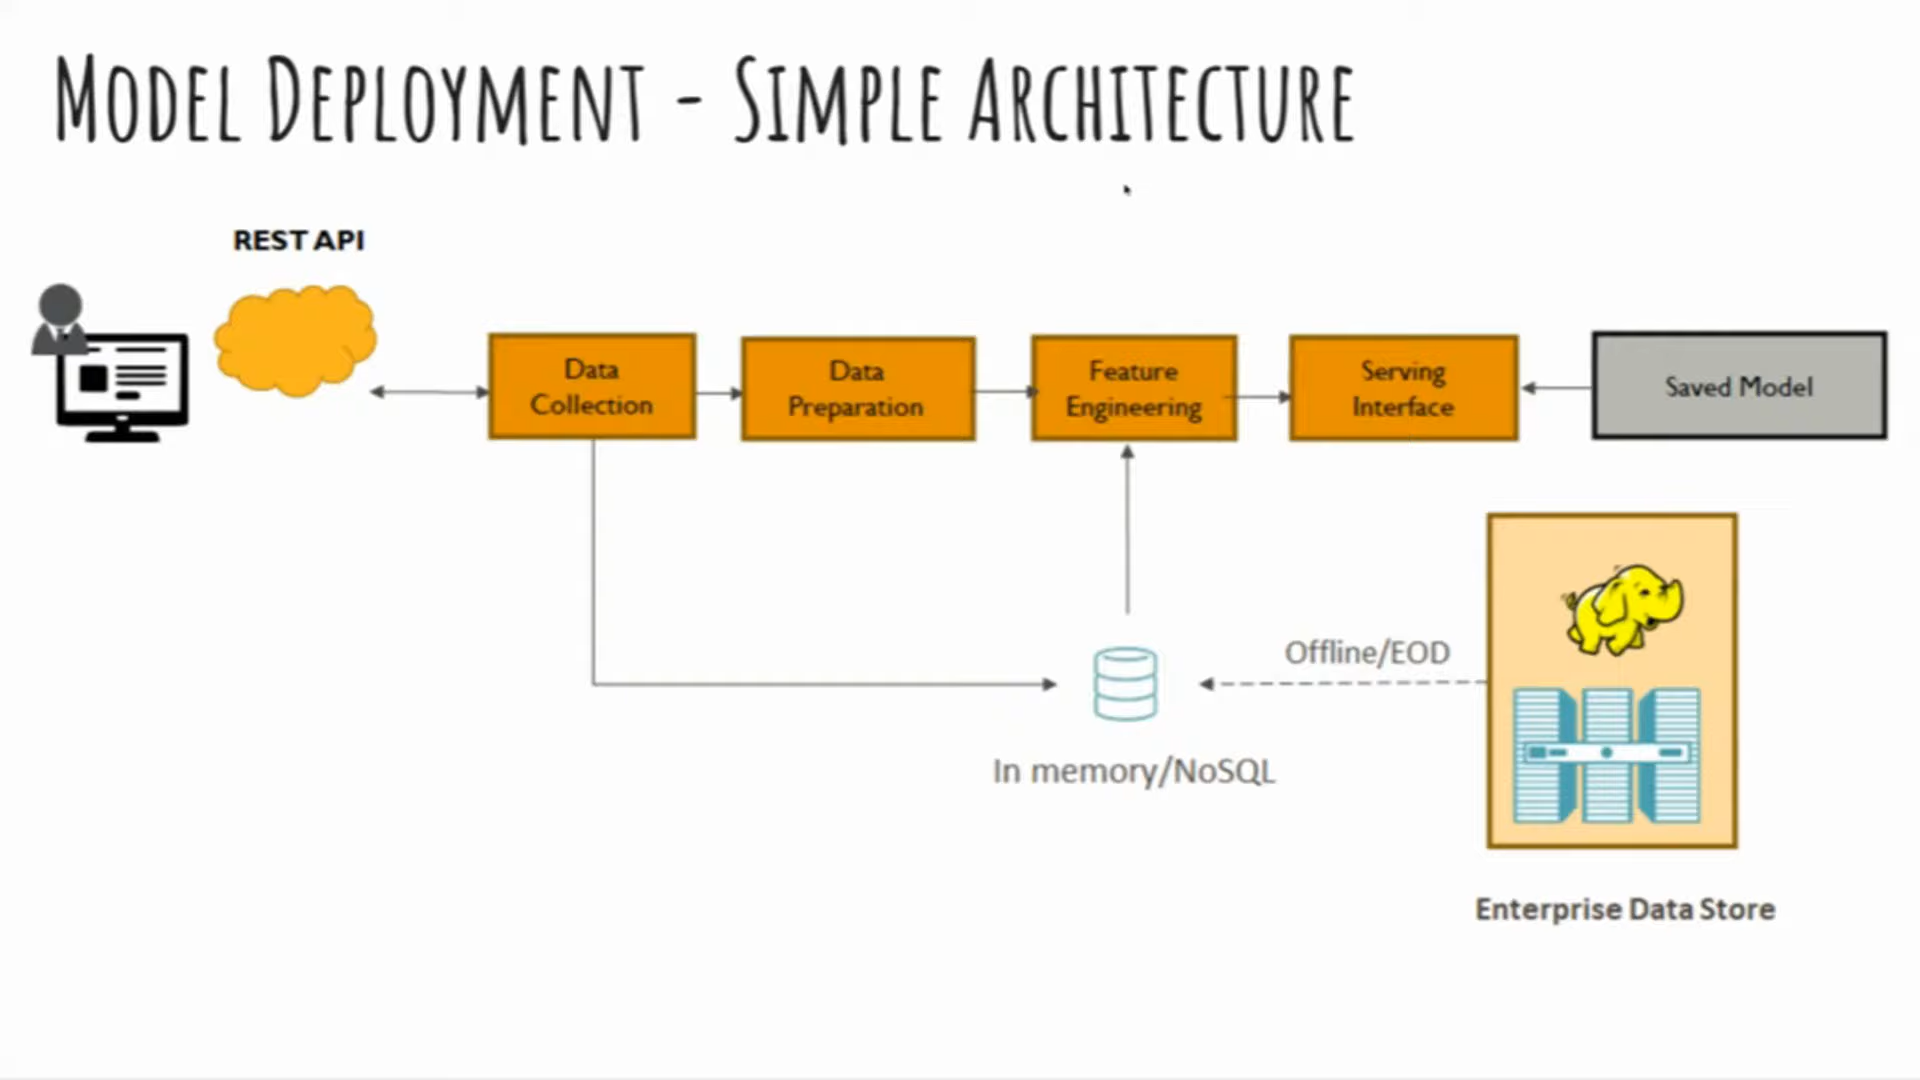 MODEL DEPLOYMENT - SIMPLE ARCHITECTURE
REST API
Data
Collection
Data
Preparation
Feature
Engineering
Serving
Interface
Saved Model
Offline/EOD
In memory/NoSQL
Enterprise Data Store